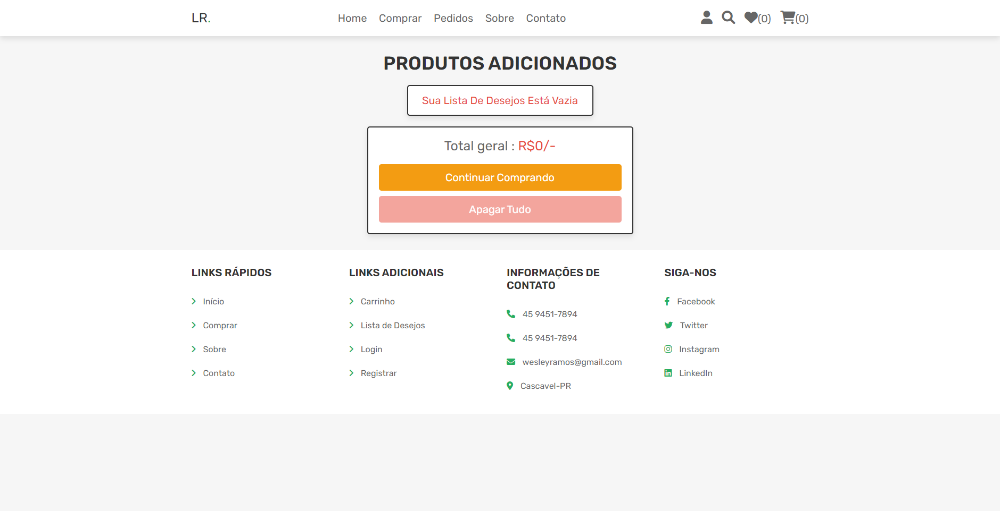 LR.
Home Comprar Pedidos Sobre Contato
(0) (0)
PRODUTOS ADICIONADOS
Sua Lista De Desejos Está Vazia
Total geral : R$0/-
Continuar Comprando
Apagar Tudo
LINKS RÁPIDOS
Início
Comprar
Sobre
Contato
LINKS ADICIONAIS
Carrinho
Lista de Desejos
Login
Registrar
INFORMAÇÕES DE
CONTATO
45 9451-7894
45 9451-7894
wesleyramos@gmail.com
Cascavel-PR
SIGA-NOS
Facebook
Twitter
Instagram
LinkedIn